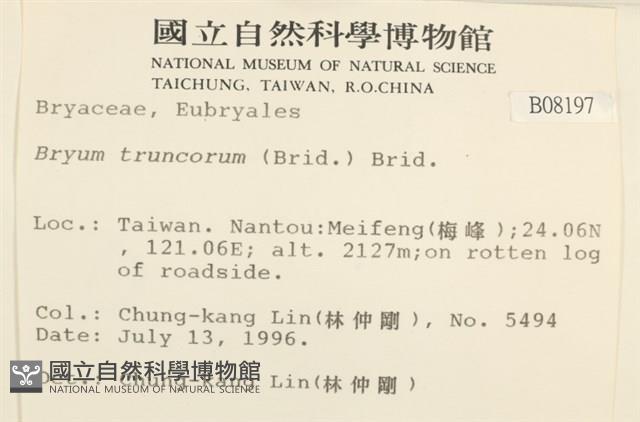 國立自然科學博物館
NATIONAL MUSEUM OF NATURAL SCIENCE
TAICHUNG, TAIWAN, R.O.CHINA
Bryaceae, Eubryales
B08197
Bryum truncorum (Brid.) Brid.
Loc.: Taiwan. Nantou:Meifeng(梅峰);24.06N
, 121.06E; alt. 2127m;on rotten log
of roadside.
Col.: Chung-kang Lin(林仲剛), No. 5494
Date: July 13, 1996.
Det.: Chung-kang Lin(林仲剛)
國立自然科學博物館
NATIONAL MUSEUM OF NATURAL SCIENCE